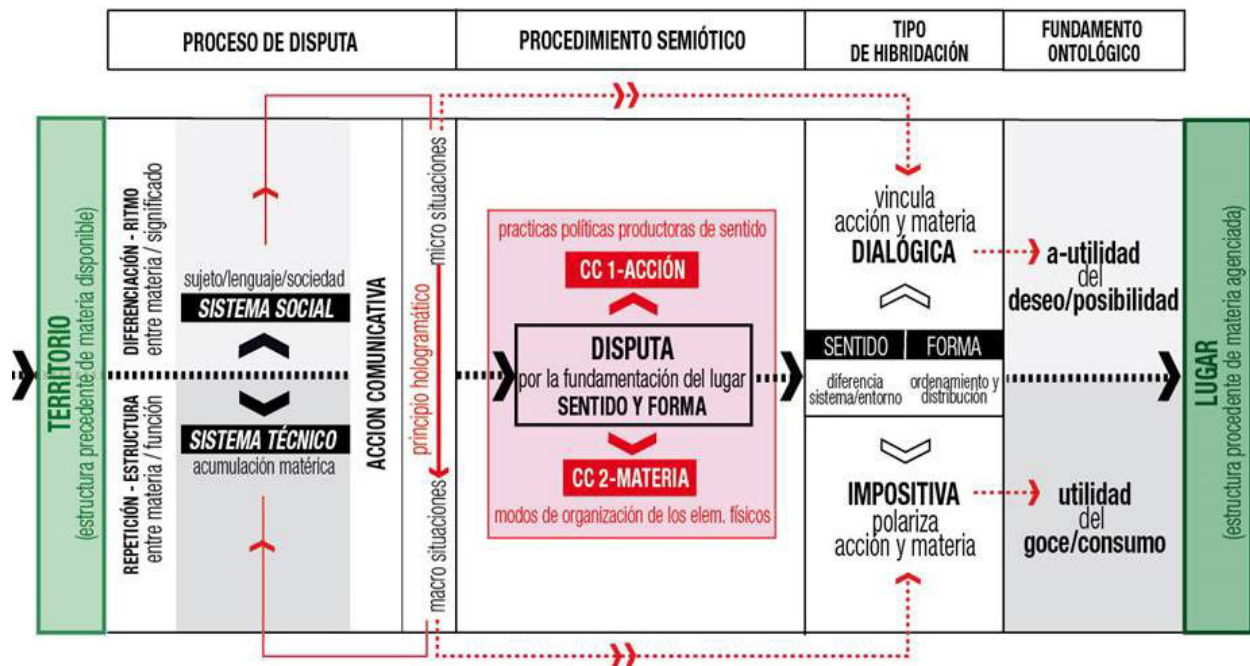 PROCESO DE DISPUTA
PROCEDIMIENTO SEMIÓTICO
TIPO
DE HIBRIDACIÓN
FUNDAMENTO
ONTOLÓGICO
TERRITORIO
(estructura precedente de materia disponible)
DIFERENCIACIÓN - RITMO
entre materia / significado
REPETICIÓN - ESTRUCTURA
entre materia / función
sujeto/lenguaje/sociedad
SISTEMA SOCIAL
SISTEMA TÉCNICO
acumulación matérica
ACCION COMUNICATIVA
micro situaciones
principio hologramático
macro situaciones
practicas políticas productoras de sentido
CC 1-ACCIÓN
DISPUTA
por la fundamentación del lugar
SENTIDO Y FORMA
CC 2-MATERIA
modos de organización de los elem. físicos
vincula
acción y materia
DIALÓGICA
SENTIDO
FORMA
diferencia
sistema/entorno
ordenamiento y
distribución
IMPOSITIVA
polariza
acción y materia
a-utilidad
del
deseo/posibilidad
utilidad
del
goce/consumo
LUGAR
(estructura procedente de materia agenciada)